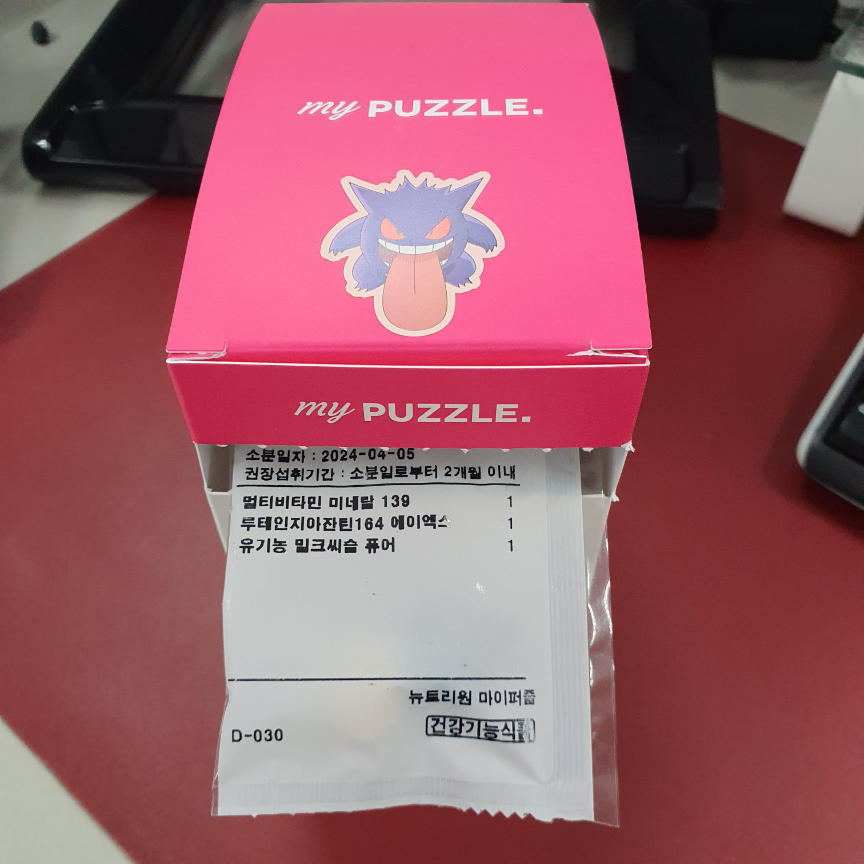 my PUZZLE.
my PUZZLE.
소분일자 : 2024-04-05
권장섭취기간 : 소분일로부터 2개월 이내
멀티비타민 미네랄 139 1
루테인지아잔틴164 에이엑스 1
유기농 밀크씨슬 퓨어 1
뉴트리원 마이퍼즐
D-030
건강기능식품